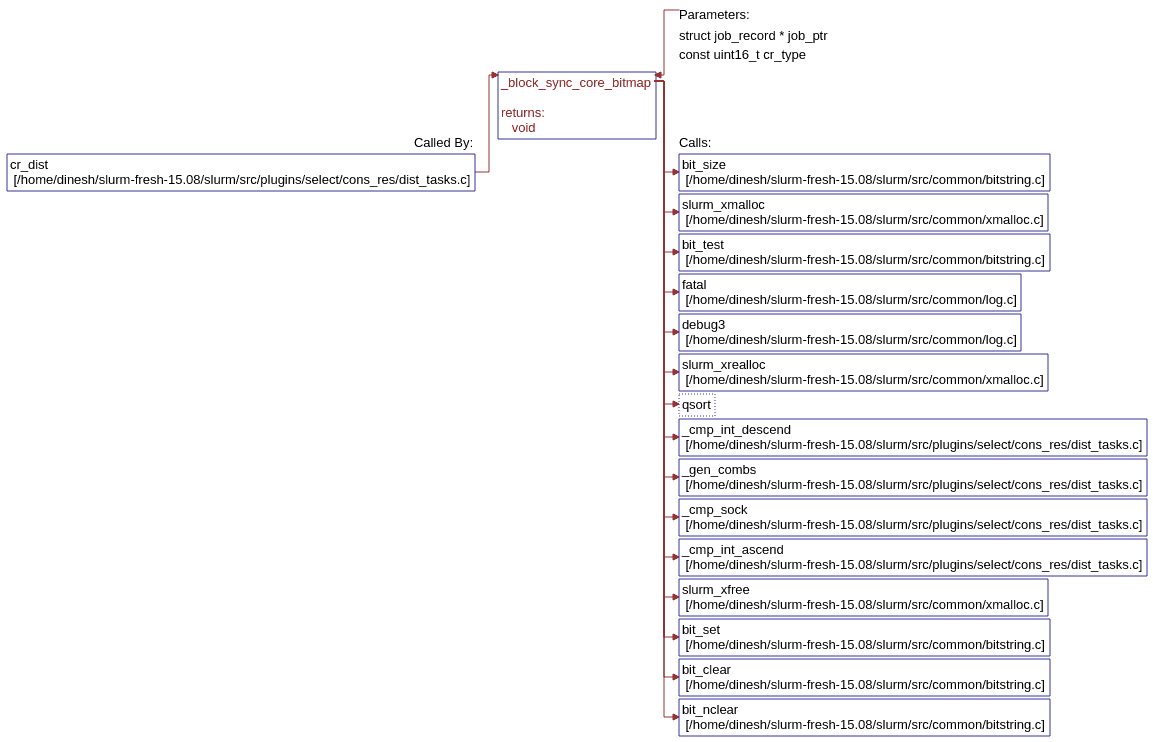 Parameters:
struct job_record * job_ptr
const uint16_t cr_type
_block_sync_core_bitmap
returns:
void
Called By:
cr_dist
[/home/dinesh/slurm-fresh-15.08/slurm/src/plugins/select/cons_res/dist_tasks.c]
Calls:
bit_size
[/home/dinesh/slurm-fresh-15.08/slurm/src/common/bitstring.c]
slurm_xmalloc
[/home/dinesh/slurm-fresh-15.08/slurm/src/common/xmalloc.c]
bit_test
[/home/dinesh/slurm-fresh-15.08/slurm/src/common/bitstring.c]
fatal
[/home/dinesh/slurm-fresh-15.08/slurm/src/common/log.c]
debug3
[/home/dinesh/slurm-fresh-15.08/slurm/src/common/log.c]
slurm_xrealloc
[/home/dinesh/slurm-fresh-15.08/slurm/src/common/xmalloc.c]
qsort
_cmp_int_descend
[/home/dinesh/slurm-fresh-15.08/slurm/src/plugins/select/cons_res/dist_tasks.c]
_gen_combs
[/home/dinesh/slurm-fresh-15.08/slurm/src/plugins/select/cons_res/dist_tasks.c]
_cmp_sock
[/home/dinesh/slurm-fresh-15.08/slurm/src/plugins/select/cons_res/dist_tasks.c]
_cmp_int_ascend
[/home/dinesh/slurm-fresh-15.08/slurm/src/plugins/select/cons_res/dist_tasks.c]
slurm_xfree
[/home/dinesh/slurm-fresh-15.08/slurm/src/common/xmalloc.c]
bit_set
[/home/dinesh/slurm-fresh-15.08/slurm/src/common/bitstring.c]
bit_clear
[/home/dinesh/slurm-fresh-15.08/slurm/src/common/bitstring.c]
bit_nclear
[/home/dinesh/slurm-fresh-15.08/slurm/src/common/bitstring.c]